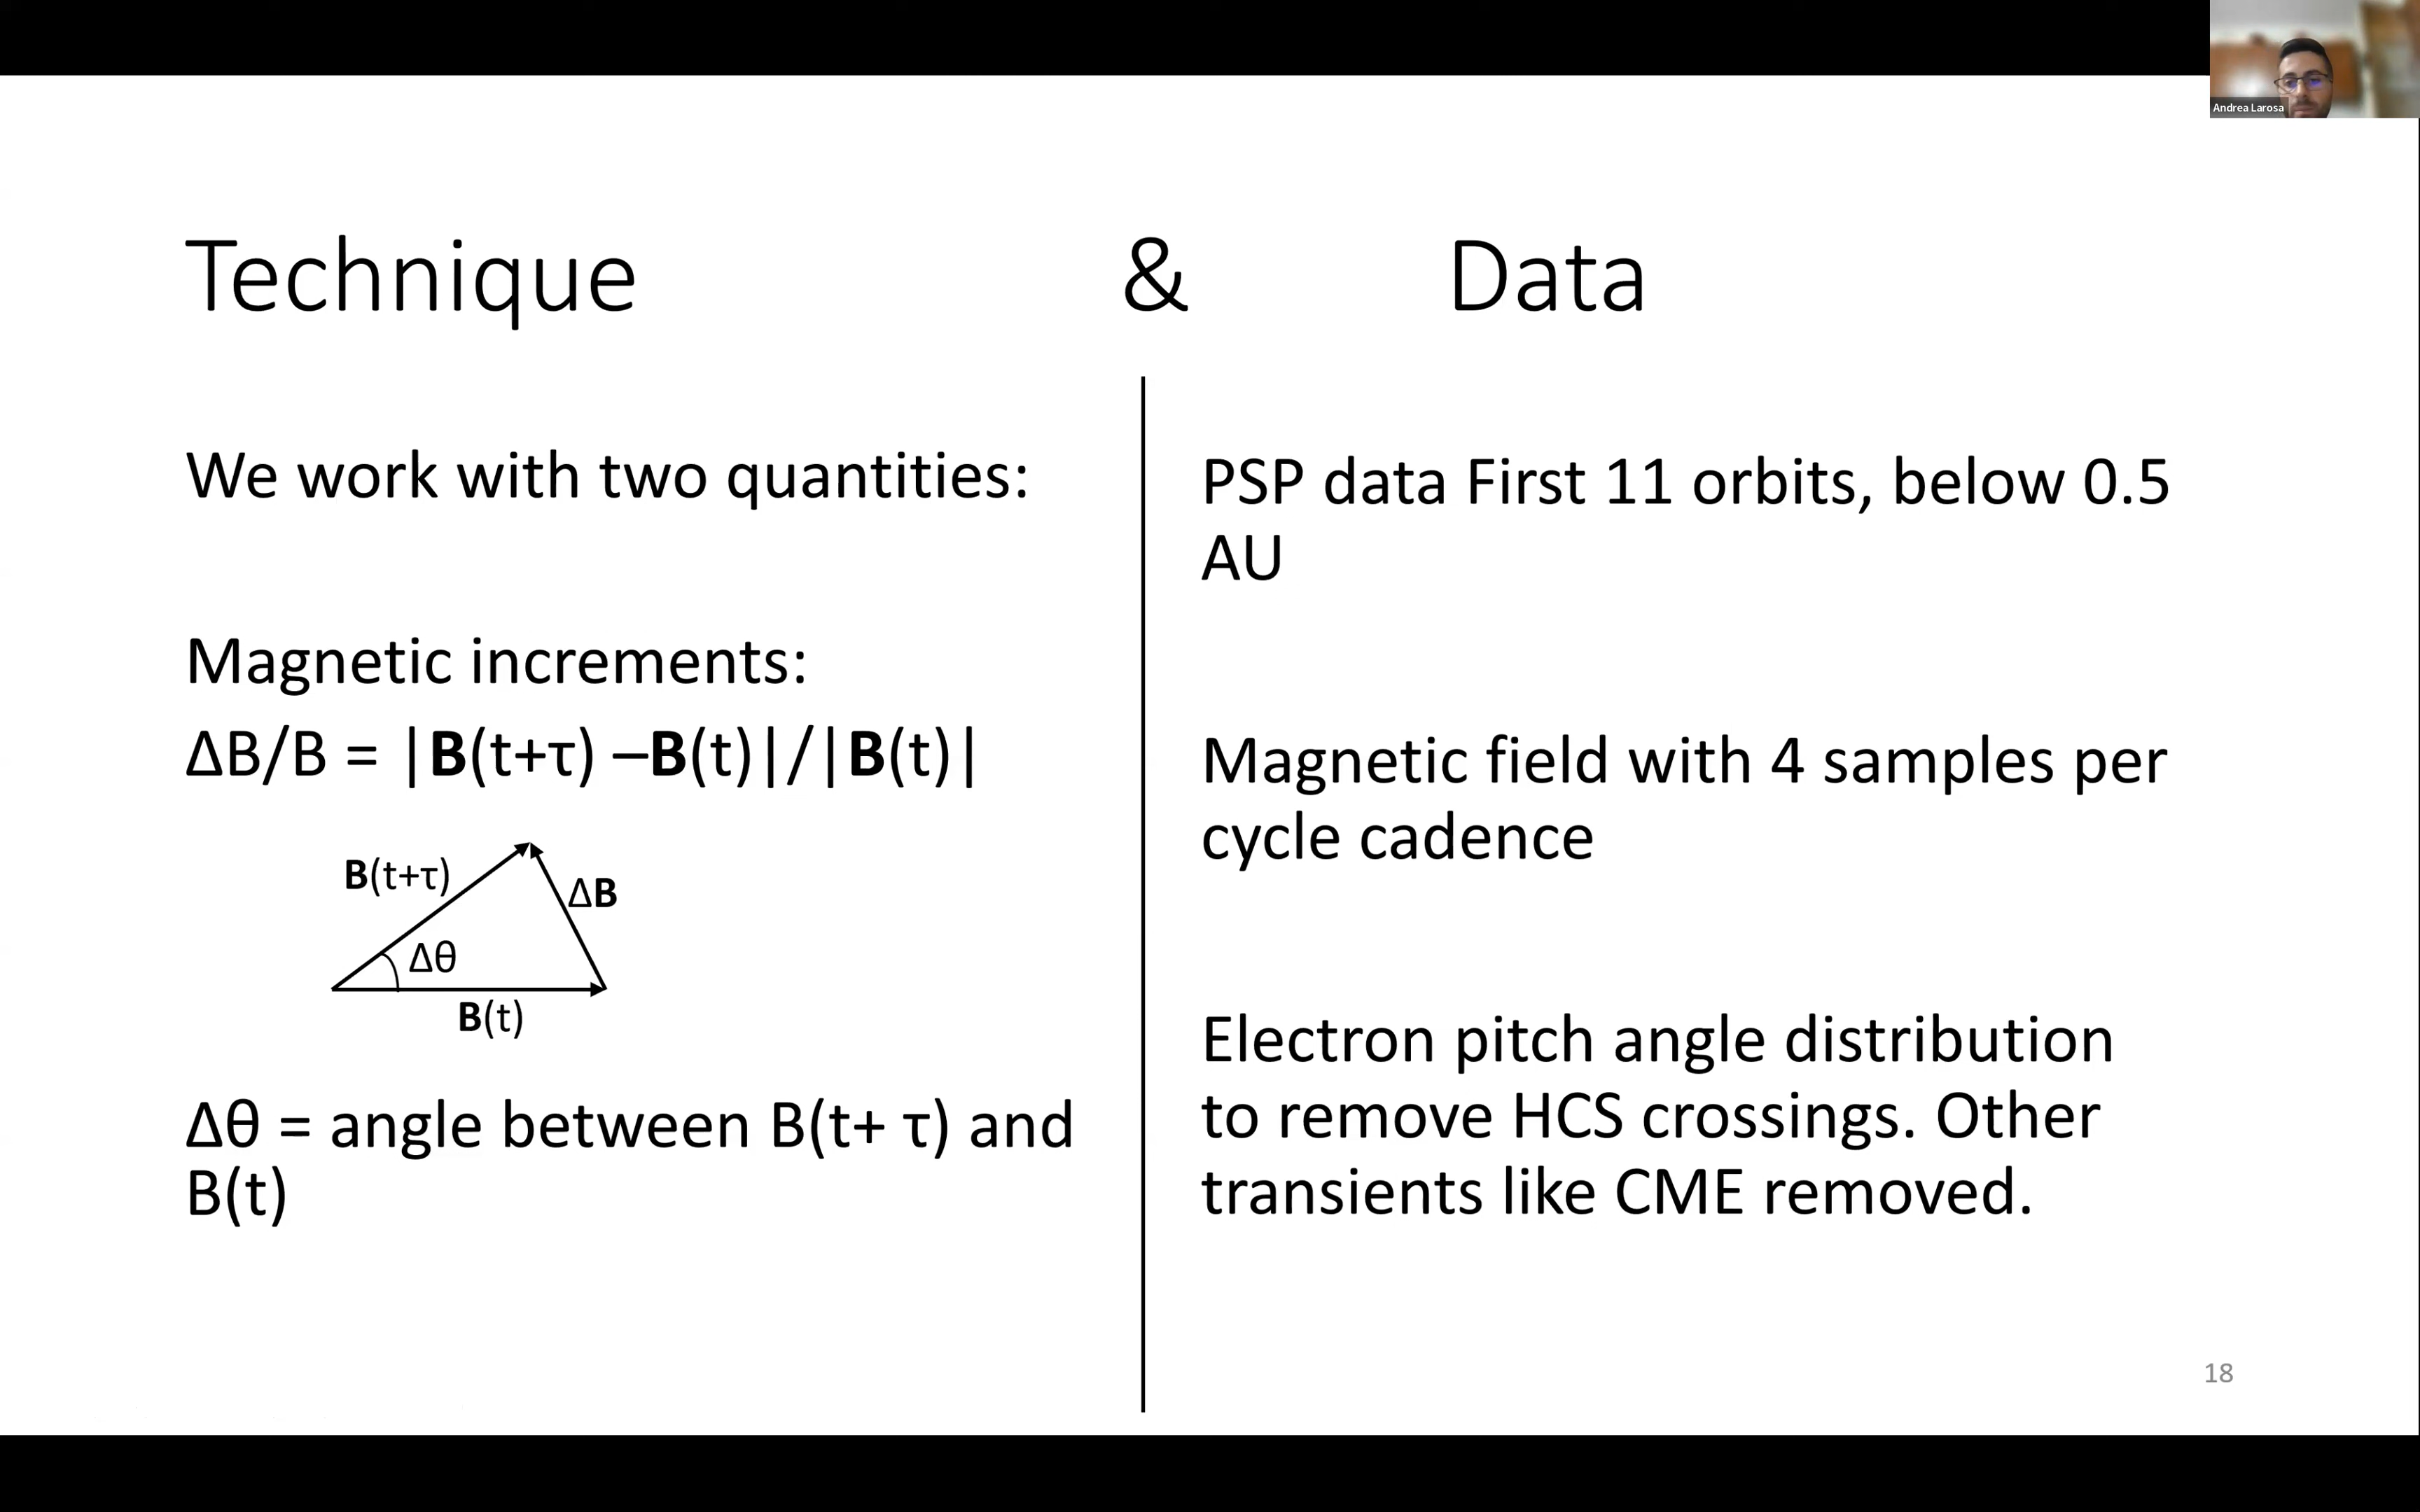 Andrea Larosa
Technique & Data
We work with two quantities:
Magnetic increments:
ΔB/B = |B(t+τ) –B(t)|/|B(t)|
B(t+τ)
ΔB
Δθ
B(t)
Δθ = angle between B(t+ τ) and
B(t)
PSP data First 11 orbits, below 0.5
AU
Magnetic field with 4 samples per
cycle cadence
Electron pitch angle distribution
to remove HCS crossings. Other
transients like CME removed.
18